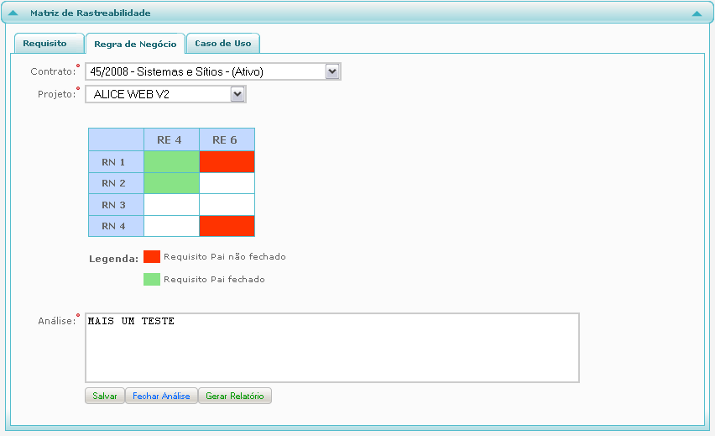 Matriz de Rastreabilidade
Requisito Regra de Negócio Caso de Uso
Contrato:* 45/2008 - Sistemas e Sítios - (Ativo)
Projeto:* ALICE WEB V2
RE 4 RE 6
RN 1
RN 2
RN 3
RN 4
Legenda: Requisito Pai não fechado
Requisito Pai fechado
Análise:* MAIS UM TESTE
Salvar Fechar Análise Gerar Relatório